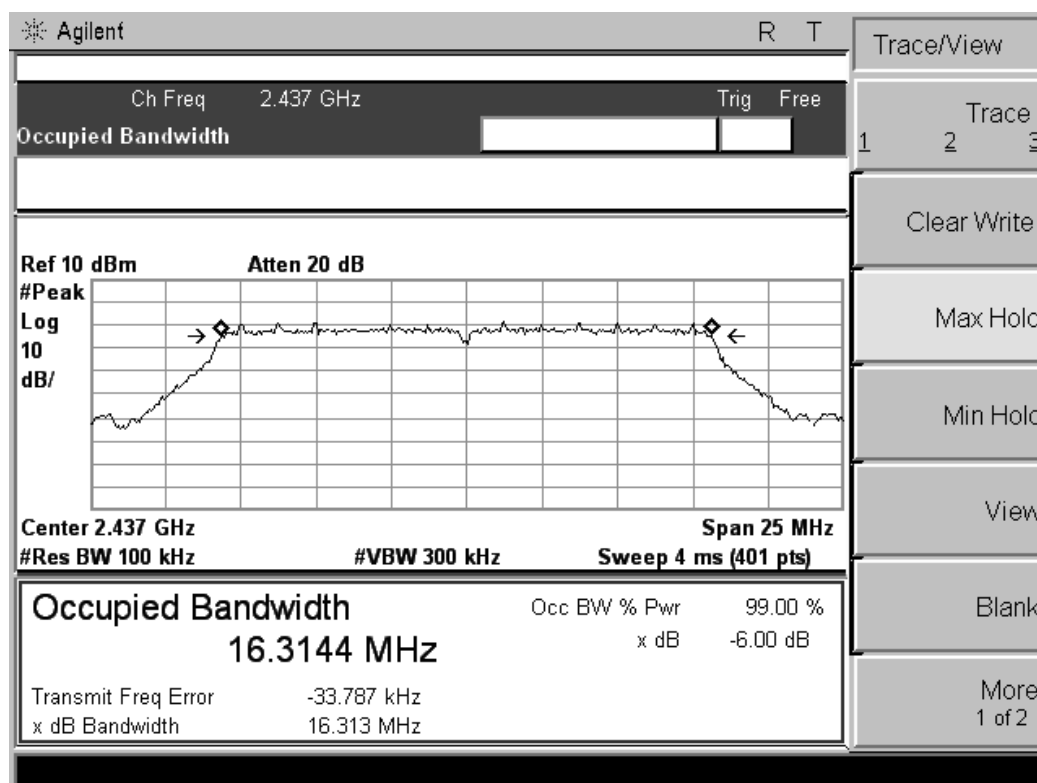 Agilent R T
Trace/View
Ch Freq 2.437 GHz Trig Free
Occupied Bandwidth
Trace
1 2 3
Clear Write
Max Hold
Min Hold
View
Blank
More
1 of 2
Ref 10 dBm Atten 20 dB
#Peak
Log
10
dB/
Center 2.437 GHz Span 25 MHz
#Res BW 100 kHz #VBW 300 kHz Sweep 4 ms (401 pts)
Occupied Bandwidth Occ BW % Pwr 99.00 %
16.3144 MHz x dB -6.00 dB
Transmit Freq Error -33.787 kHz
x dB Bandwidth 16.313 MHz